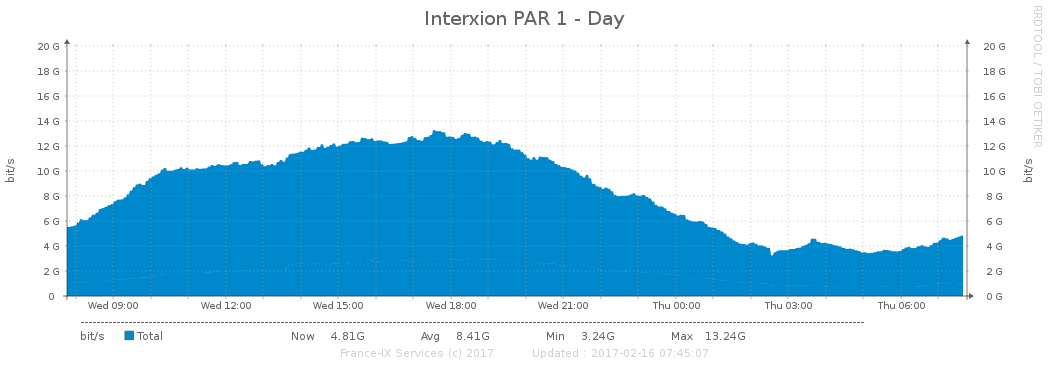 Interxion PAR 1 - Day
RRDTOOL / TOBI OETIKER
bit/s
bit/s
20 G 20 G
18 G 18 G
16 G 16 G
14 G 14 G
12 G 12 G
10 G 10 G
8 G 8 G
6 G 6 G
4 G 4 G
2 G 2 G
0 0 G
Wed 09:00 Wed 12:00 Wed 15:00 Wed 18:00 Wed 21:00 Thu 00:00 Thu 03:00 Thu 06:00
bit/s Total Now 4.81G Avg 8.41G Min 3.24G Max 13.24G
France-IX Services (c) 2017 Updated : 2017-02-16 07:45:07